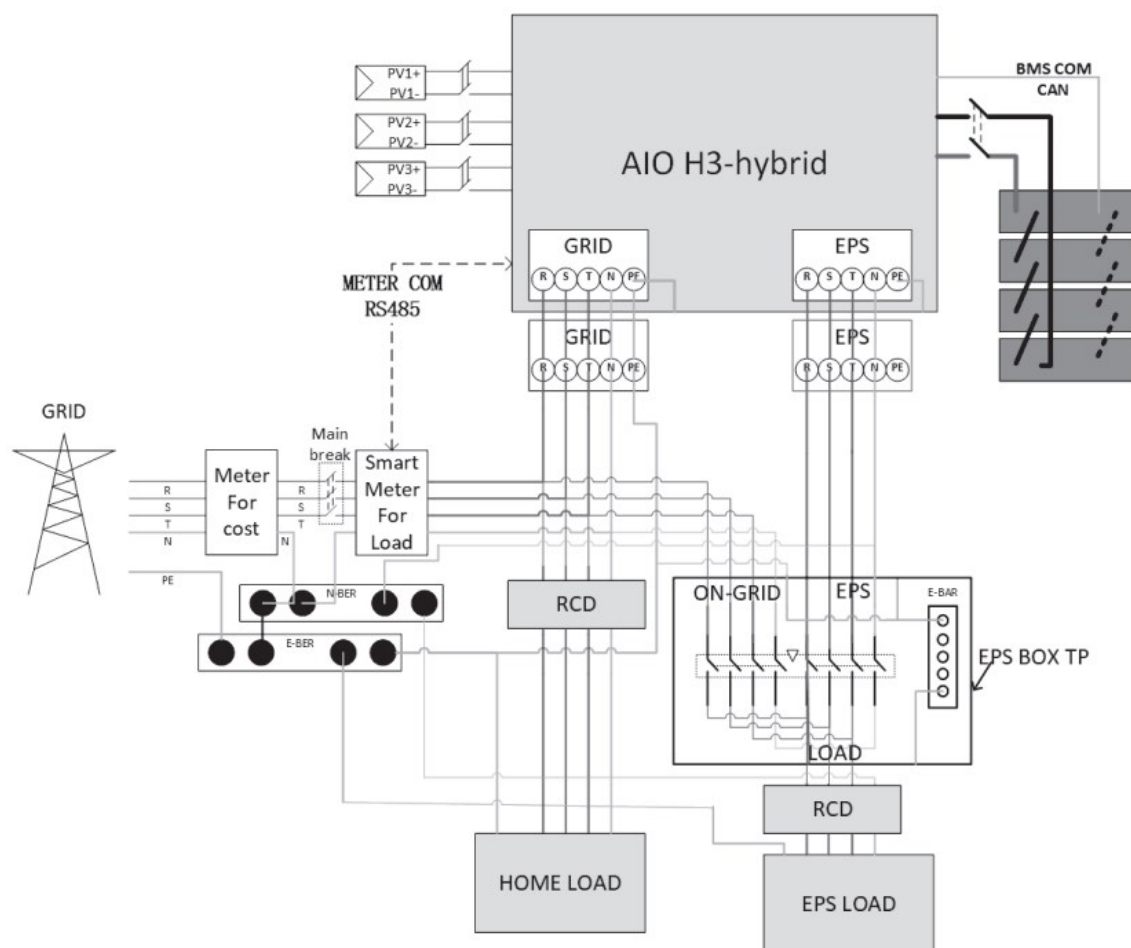 PV1+
PV1-
PV2+
PV2-
PV3+
PV3-
AIO H3-hybrid
BMS COM
CAN
GRID
R S T N PE
EPS
R S T N PE
METER COM
RS485
GRID
R S T N PE
EPS
R S T N PE
GRID
R
S
T
N
PE
Meter
For
cost
R
S
T
N
Main
break
Smart
Meter
For
Load
N-BER
E-BER
RCD
ON-GRID
EPS
E-BAR
EPS BOX TP
LOAD
RCD
HOME LOAD
EPS LOAD